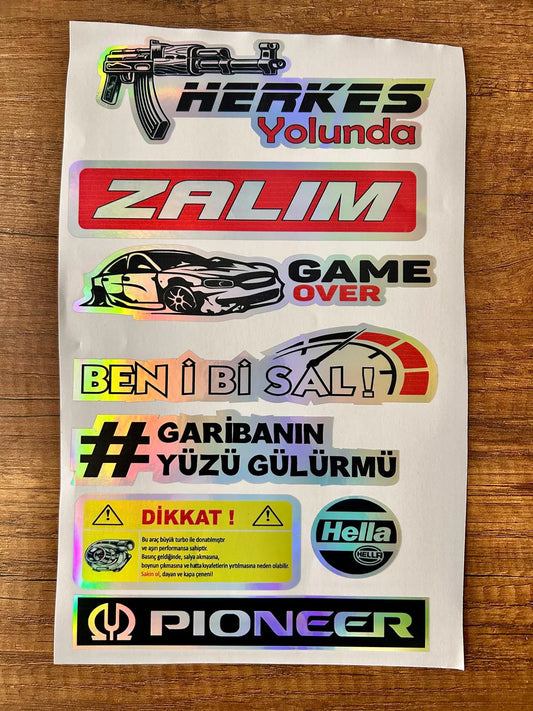 HERKES
Yolunda
ZALIM
GAME
OVER
BEN İ Bİ SAL!
# GARİBANIN
YÜZÜ GÜLÜRMÜ
DİKKAT !
Bu araç büyük turbo ile donatılmıştır
ve aşırı performansa sahiptir.
Basınç geldiğinde, salya akmasına,
boynun çıkmasına ve hatta kıyafetlerin yırtılmasına neden olabilir.
Sakin ol, dayan ve kapa çeneni!
Hella
HELLA
PIONEER